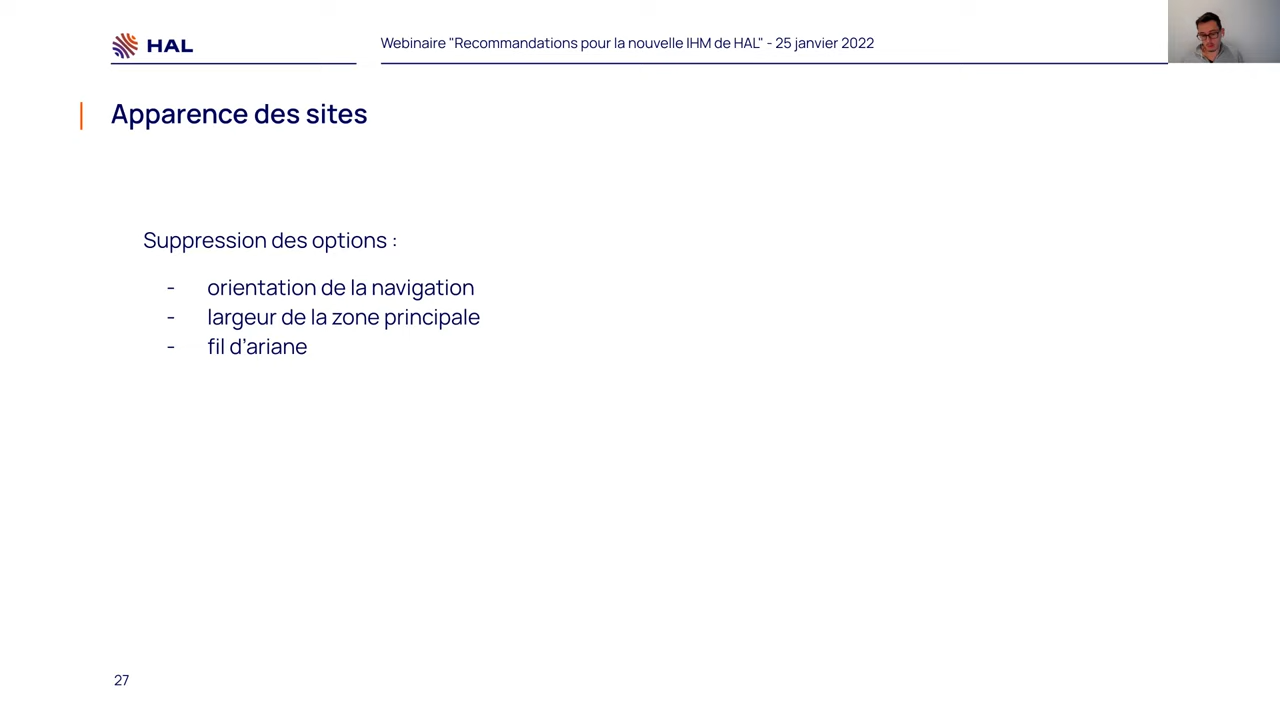 HAL
Webinaire "Recommandations pour la nouvelle IHM de HAL" - 25 janvier 2022
Apparence des sites
Suppression des options :
- orientation de la navigation
- largeur de la zone principale
- fil d’ariane
27